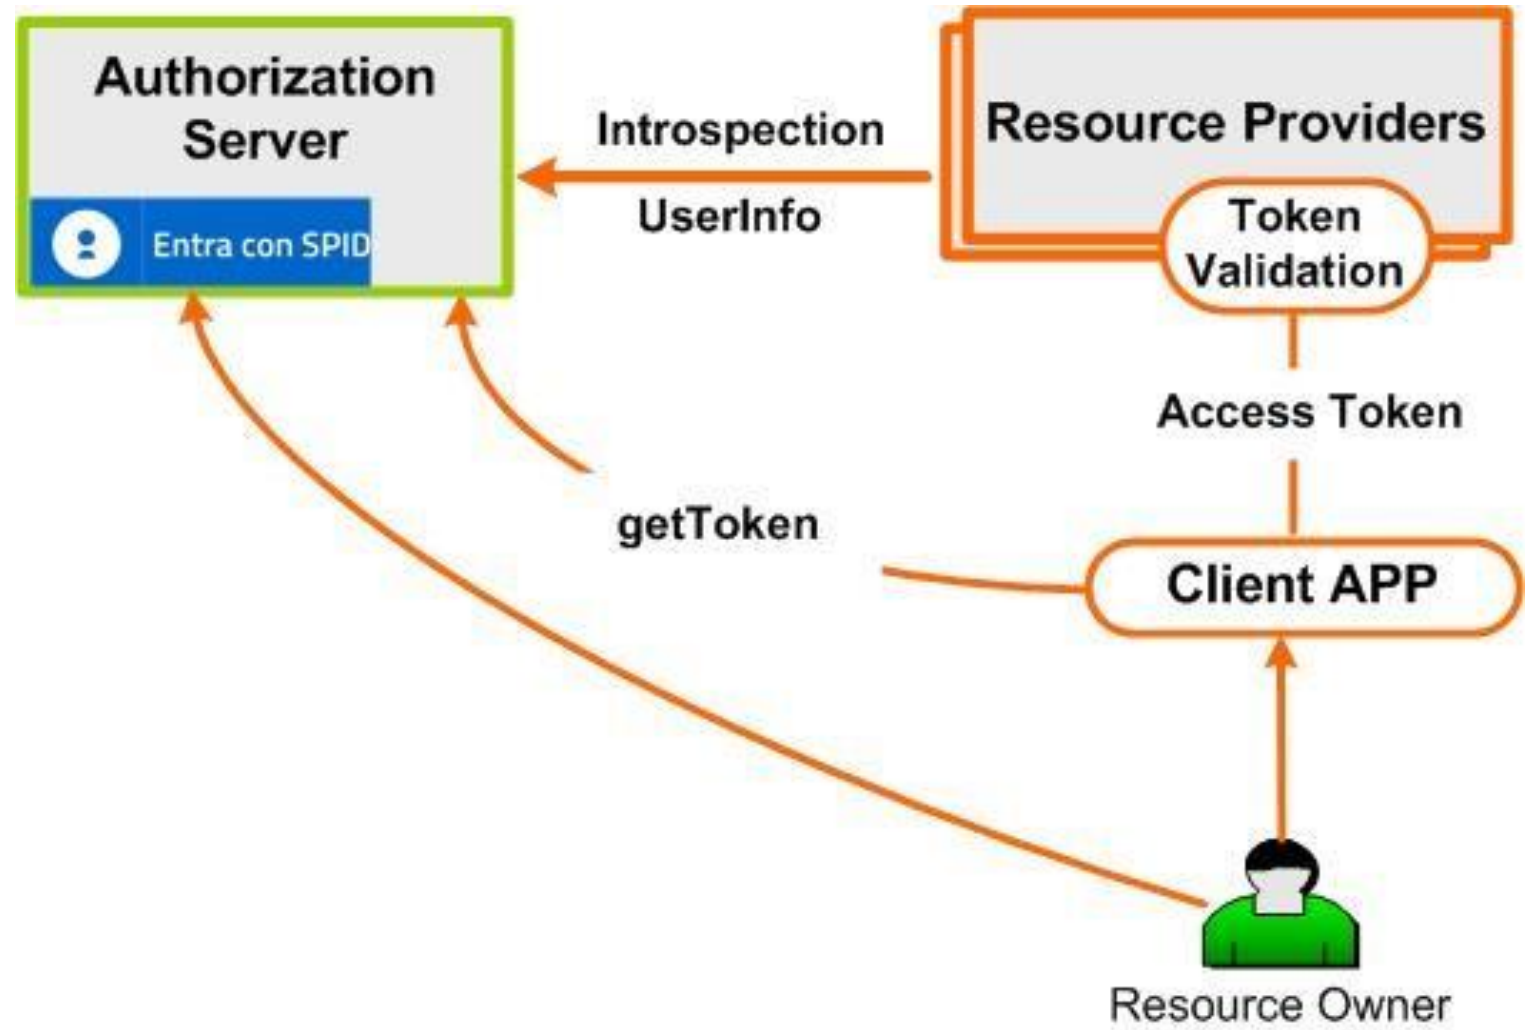 Authorization
Server
Entra con SPID
Introspection
UserInfo
Resource Providers
Token
Validation
Access Token
getToken
Client APP
Resource Owner